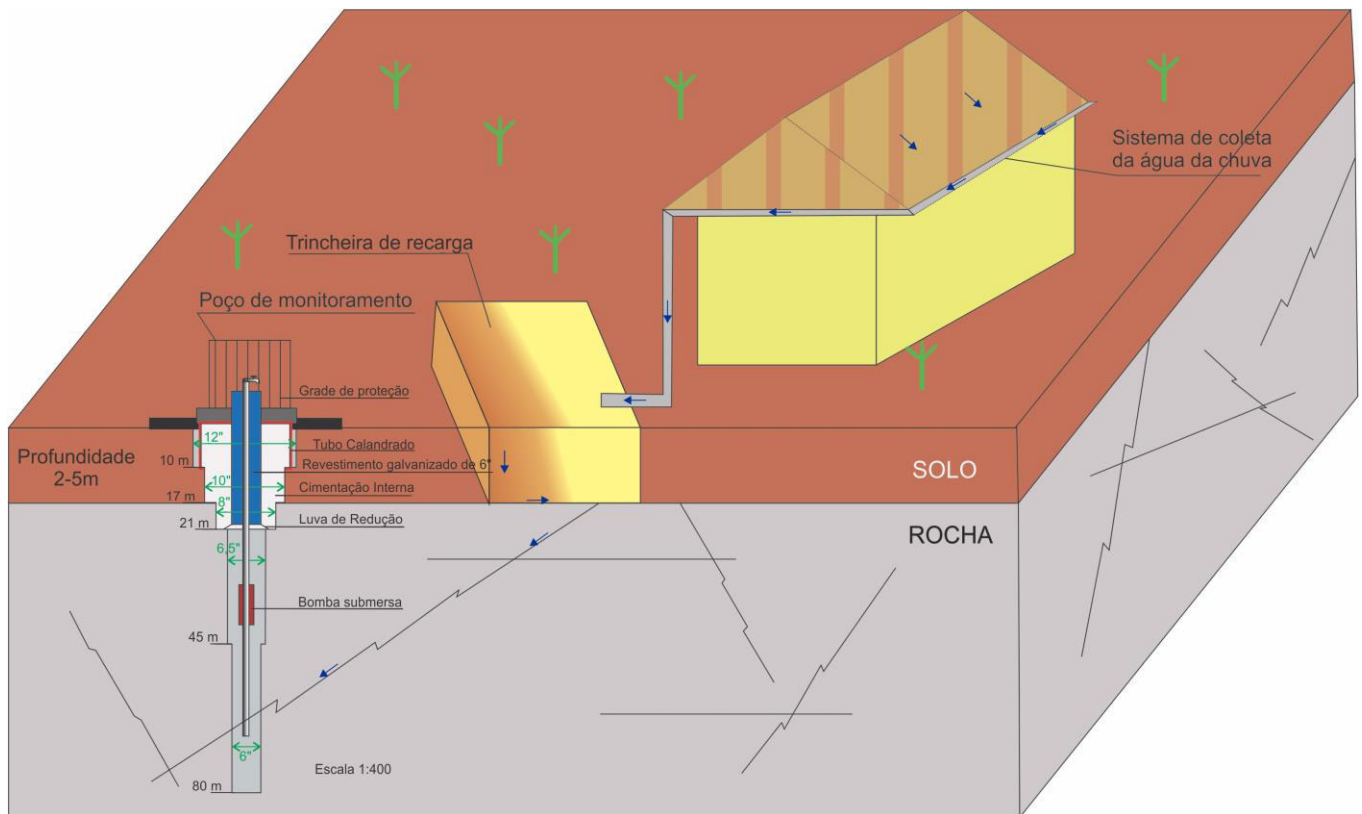 Sistema de coleta
da água da chuva
Trincheira de recarga
Poço de monitoramento
Grade de proteção
12"
Tubo Calandrado
Profundidade
2-5m
10 m
Revestimento galvanizado de 6"
SOLO
10"
Cimentação Interna
17 m
8"
Luva de Redução
21 m
ROCHA
6,5"
Bomba submersa
45 m
6"
Escala 1:400
80 m